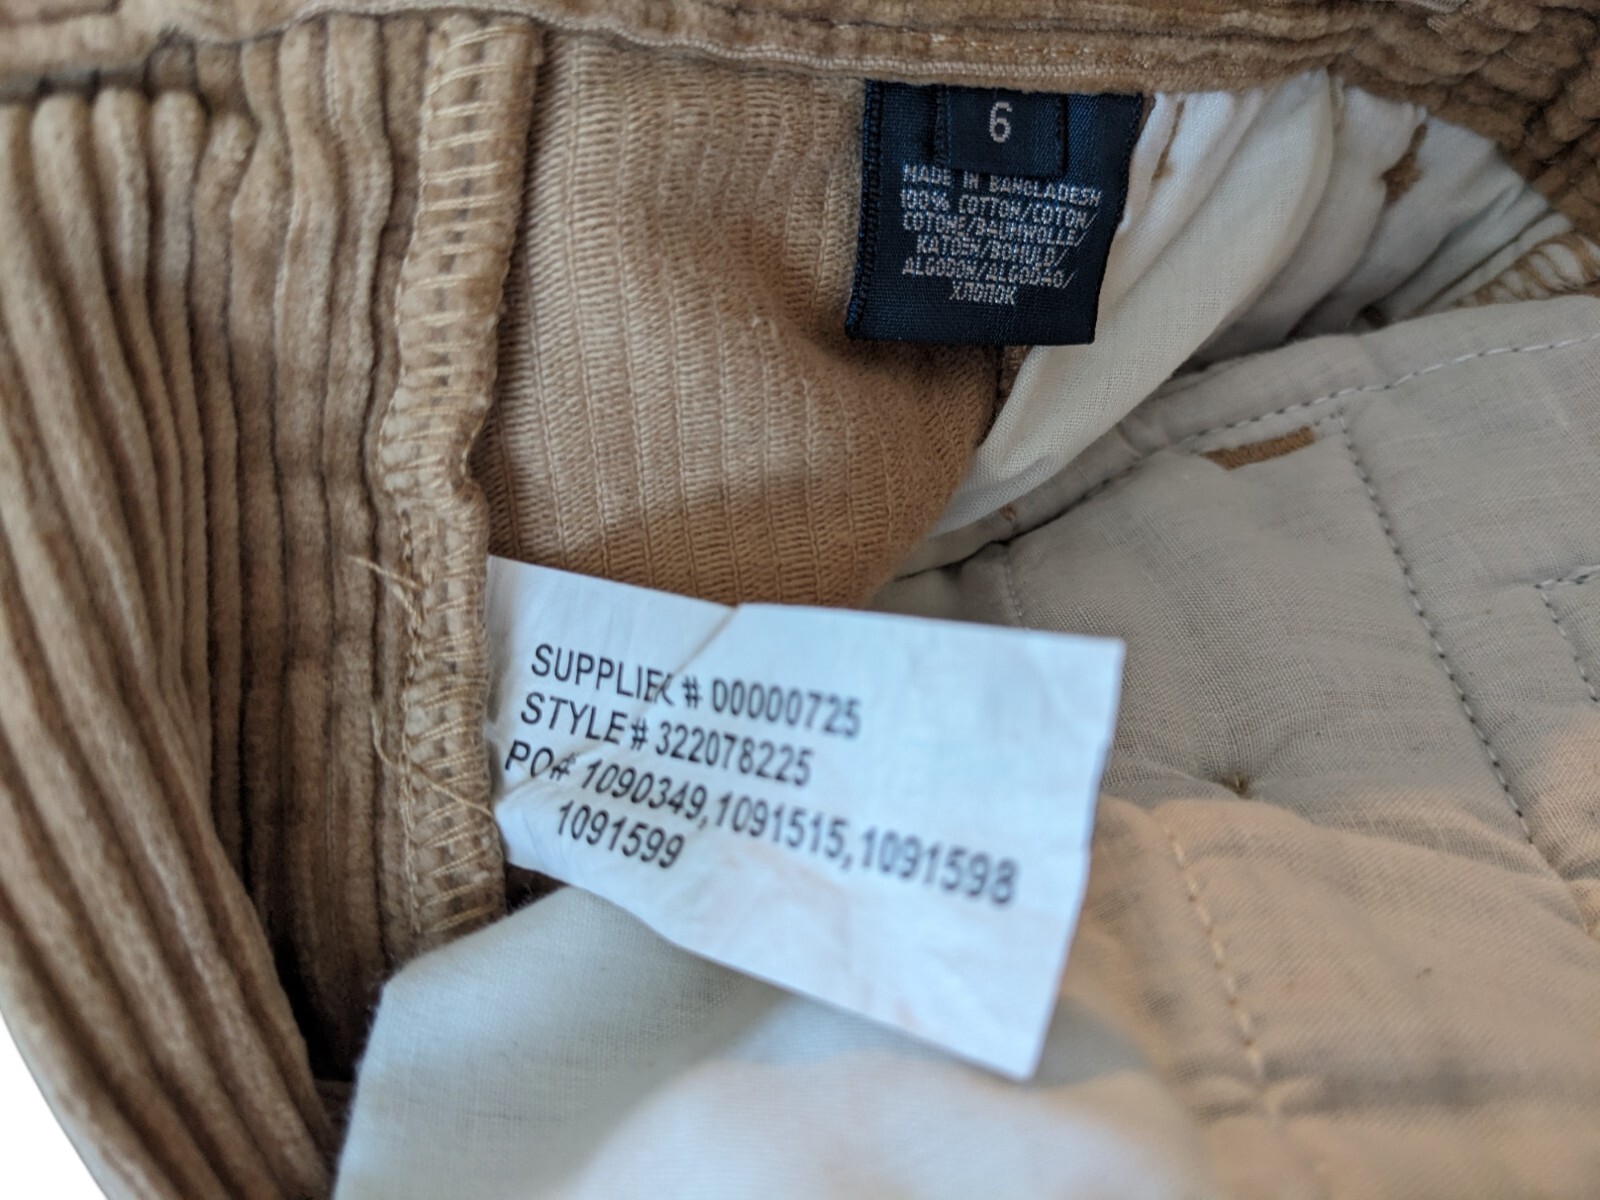 6
MADE IN BANGLADESH
100% COTTON/COTON/
COTONE/BAUMWOLLE/
KATOEN/BOMULD/
ALGODON/ALGODAO/
ХЛОПОК
SUPPLIER # 00000725
STYLE # 322078225
PO# 1090349,1091515,1091598
1091599